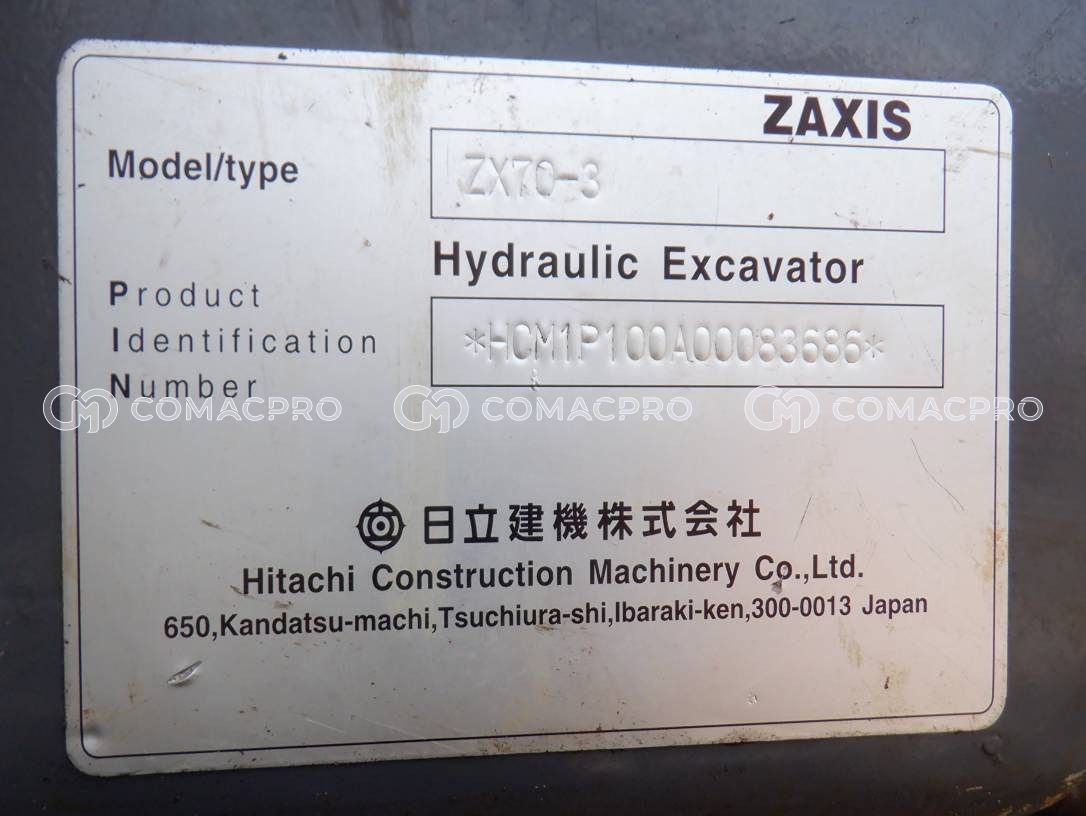 ZAXIS
Model/type ZX70-3
Hydraulic Excavator
Product
Identification *HCM1P100A00083686*
Number
COMACPRO COMACPRO COMACPRO
日立建機株式会社
Hitachi Construction Machinery Co.,Ltd.
650,Kandatsu-machi,Tsuchiura-shi,Ibaraki-ken,300-0013 Japan